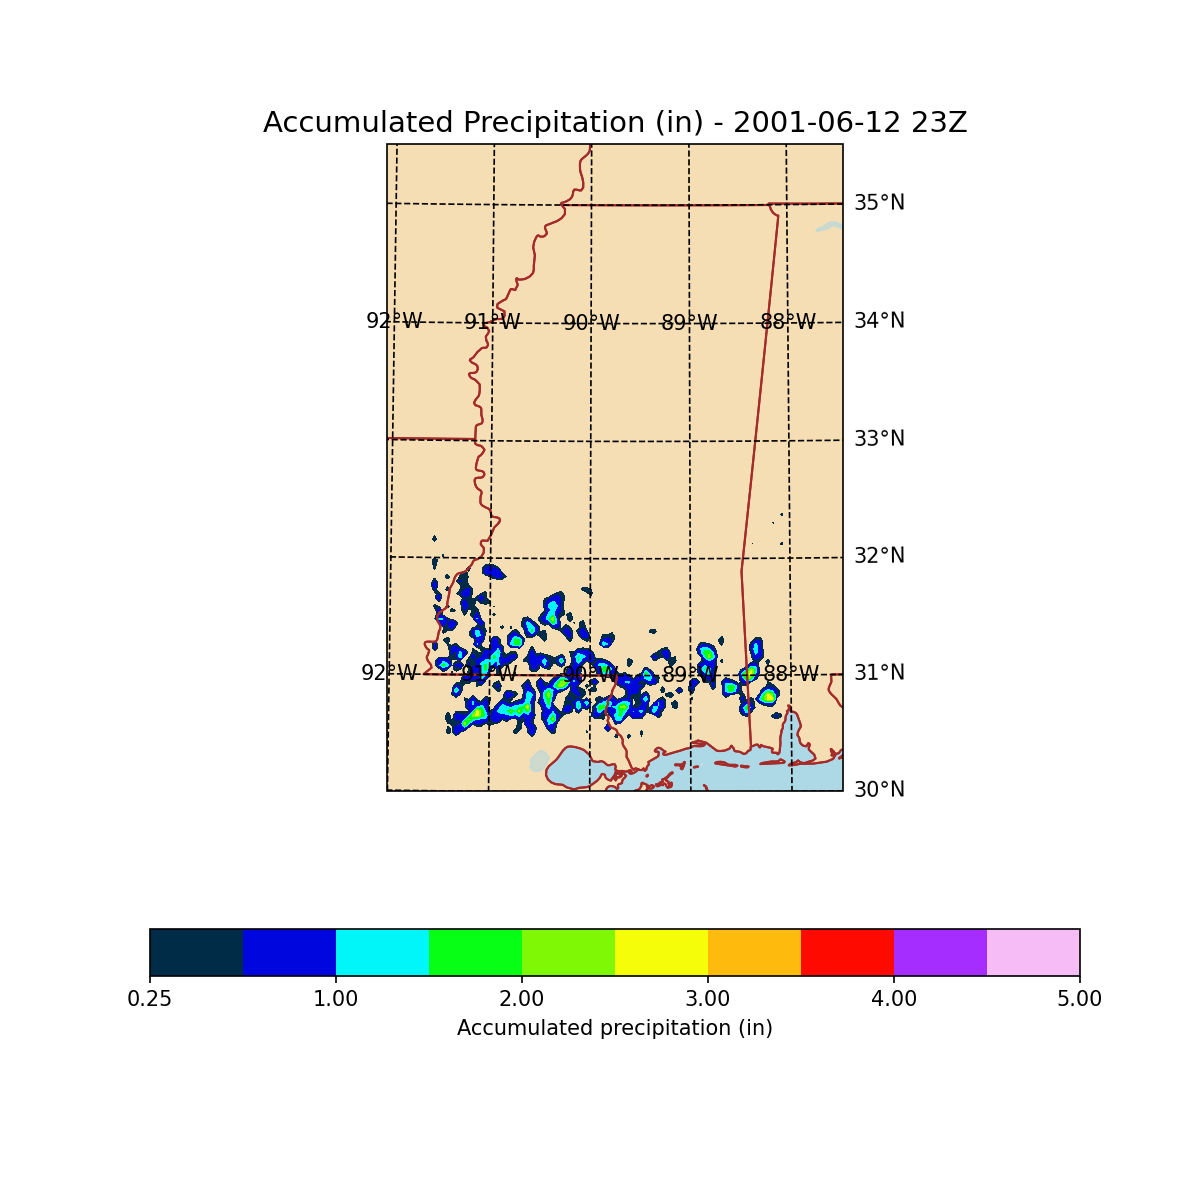 Accumulated Precipitation (in) - 2001-06-12 23Z
35°N
92°W 91°W 90°W 89°W 88°W 34°N
33°N
32°N
92°W 91°W 90°W 89°W 88°W 31°N
30°N
0.25 1.00 2.00 3.00 4.00 5.00
Accumulated precipitation (in)